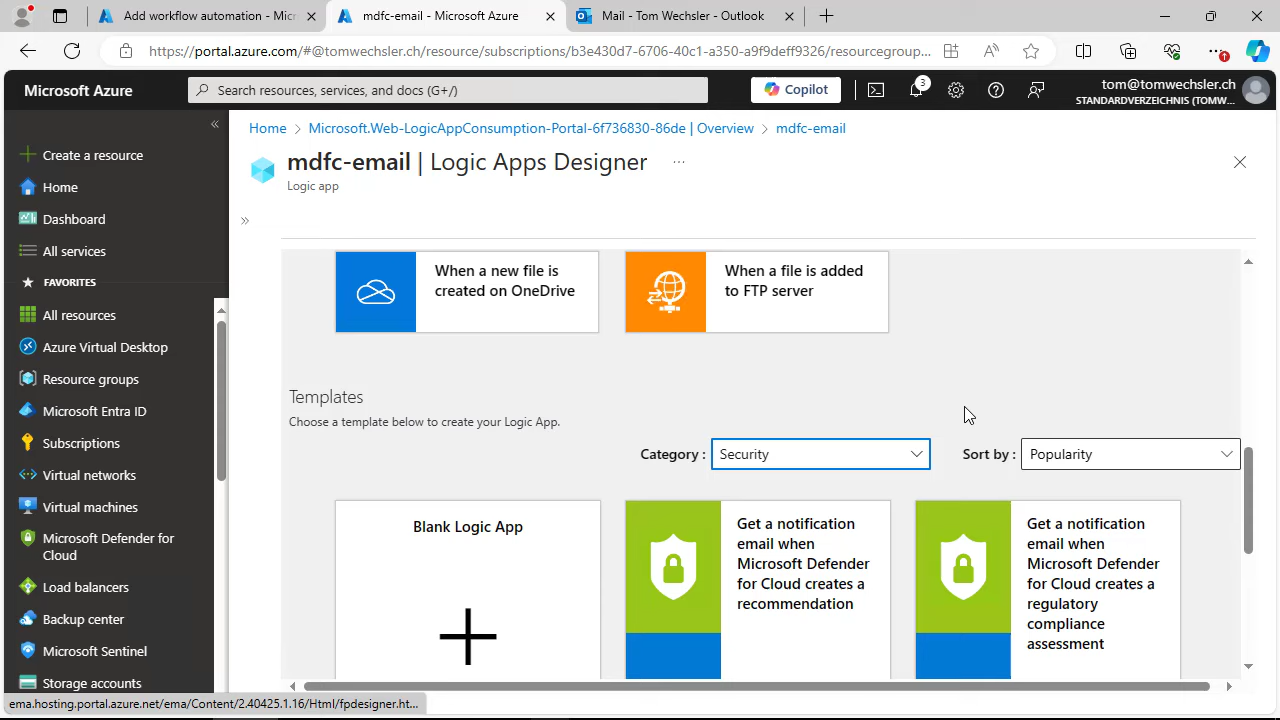 Add workflow automation - Micr
mdfc-email - Microsoft Azure
Mail - Tom Wechsler - Outlook
https://portal.azure.com/#@tomwechsler.ch/resource/subscriptions/b3e430d7-6706-40c1-a350-a9f9deff9326/resourcegroup...
Microsoft Azure
Search resources, services, and docs (G+/)
Copilot
3
tom@tomwechsler.ch
STANDARDVERZEICHNIS (TOMW...
Create a resource
Home
Dashboard
All services
FAVORITES
All resources
Azure Virtual Desktop
Resource groups
Microsoft Entra ID
Subscriptions
Virtual networks
Virtual machines
Microsoft Defender for
Cloud
Load balancers
Backup center
Microsoft Sentinel
Storage accounts
Home > Microsoft.Web-LogicAppConsumption-Portal-6f736830-86de | Overview > mdfc-email
mdfc-email | Logic Apps Designer ...
Logic app
When a new file is
created on OneDrive
When a file is added
to FTP server
Templates
Choose a template below to create your Logic App.
Category : Security
Sort by : Popularity
Blank Logic App
Get a notification
email when
Microsoft Defender
for Cloud creates a
recommendation
Get a notification
email when
Microsoft Defender
for Cloud creates a
regulatory
compliance
assessment
ema.hosting.portal.azure.net/ema/Content/2.40425.1.16/Html/fpdesigner.ht...